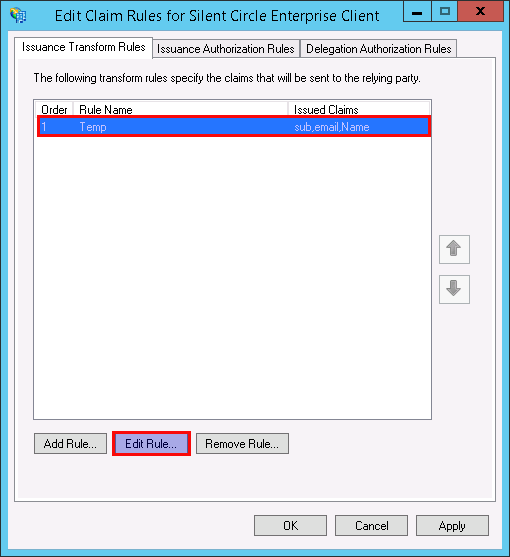 Edit Claim Rules for Silent Circle Enterprise Client
Issuance Transform Rules Issuance Authorization Rules Delegation Authorization Rules
The following transform rules specify the claims that will be sent to the relying party.
Order Rule Name Issued Claims
1 Temp sub,email,Name
Add Rule... Edit Rule... Remove Rule...
OK Cancel Apply